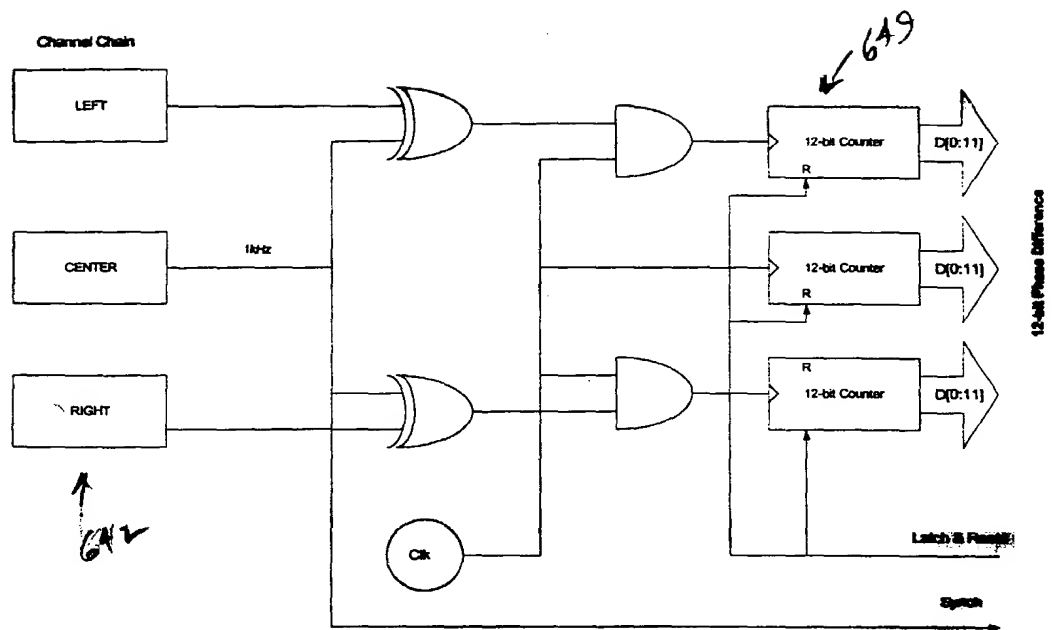 Channel Chain
649
LEFT
12-bit Counter
R
D[0:11]
CENTER
1kHz
12-bit Counter
R
D[0:11]
12-bit Phase Difference
RIGHT
R
12-bit Counter
D[0:11]
642
Clk
Latch & Reset
Synch